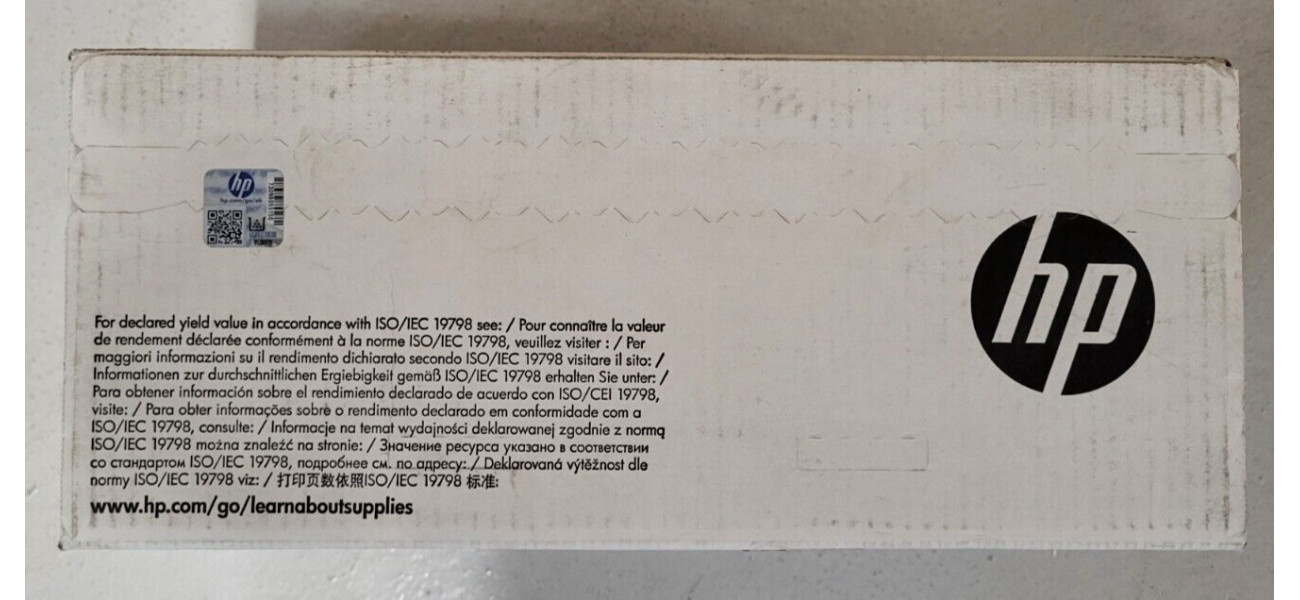 hp
hp.com/go/ok
For declared yield value in accordance with ISO/IEC 19798 see: / Pour connaître la valeur
de rendement déclarée conformément à la norme ISO/IEC 19798, veuillez visiter : / Per
maggiori informazioni su il rendimento dichiarato secondo ISO/IEC 19798 visitare il sito: /
Informationen zur durchschnittlichen Ergiebigkeit gemäß ISO/IEC 19798 erhalten Sie unter: /
Para obtener información sobre el rendimiento declarado de acuerdo con ISO/CEI 19798,
visite: / Para obter informações sobre o rendimento declarado em conformidade com a
ISO/IEC 19798, consulte: / Informacje na temat wydajności deklarowanej zgodnie z normą
ISO/IEC 19798 można znaleźć na stronie: / Значение ресурса указано в соответствии
со стандартом ISO/IEC 19798, подробнее см. по адресу: / Deklarovaná výtěžnost dle
normy ISO/IEC 19798 viz: / 打印页数依照ISO/IEC 19798 标准:
www.hp.com/go/learnaboutsupplies
hp